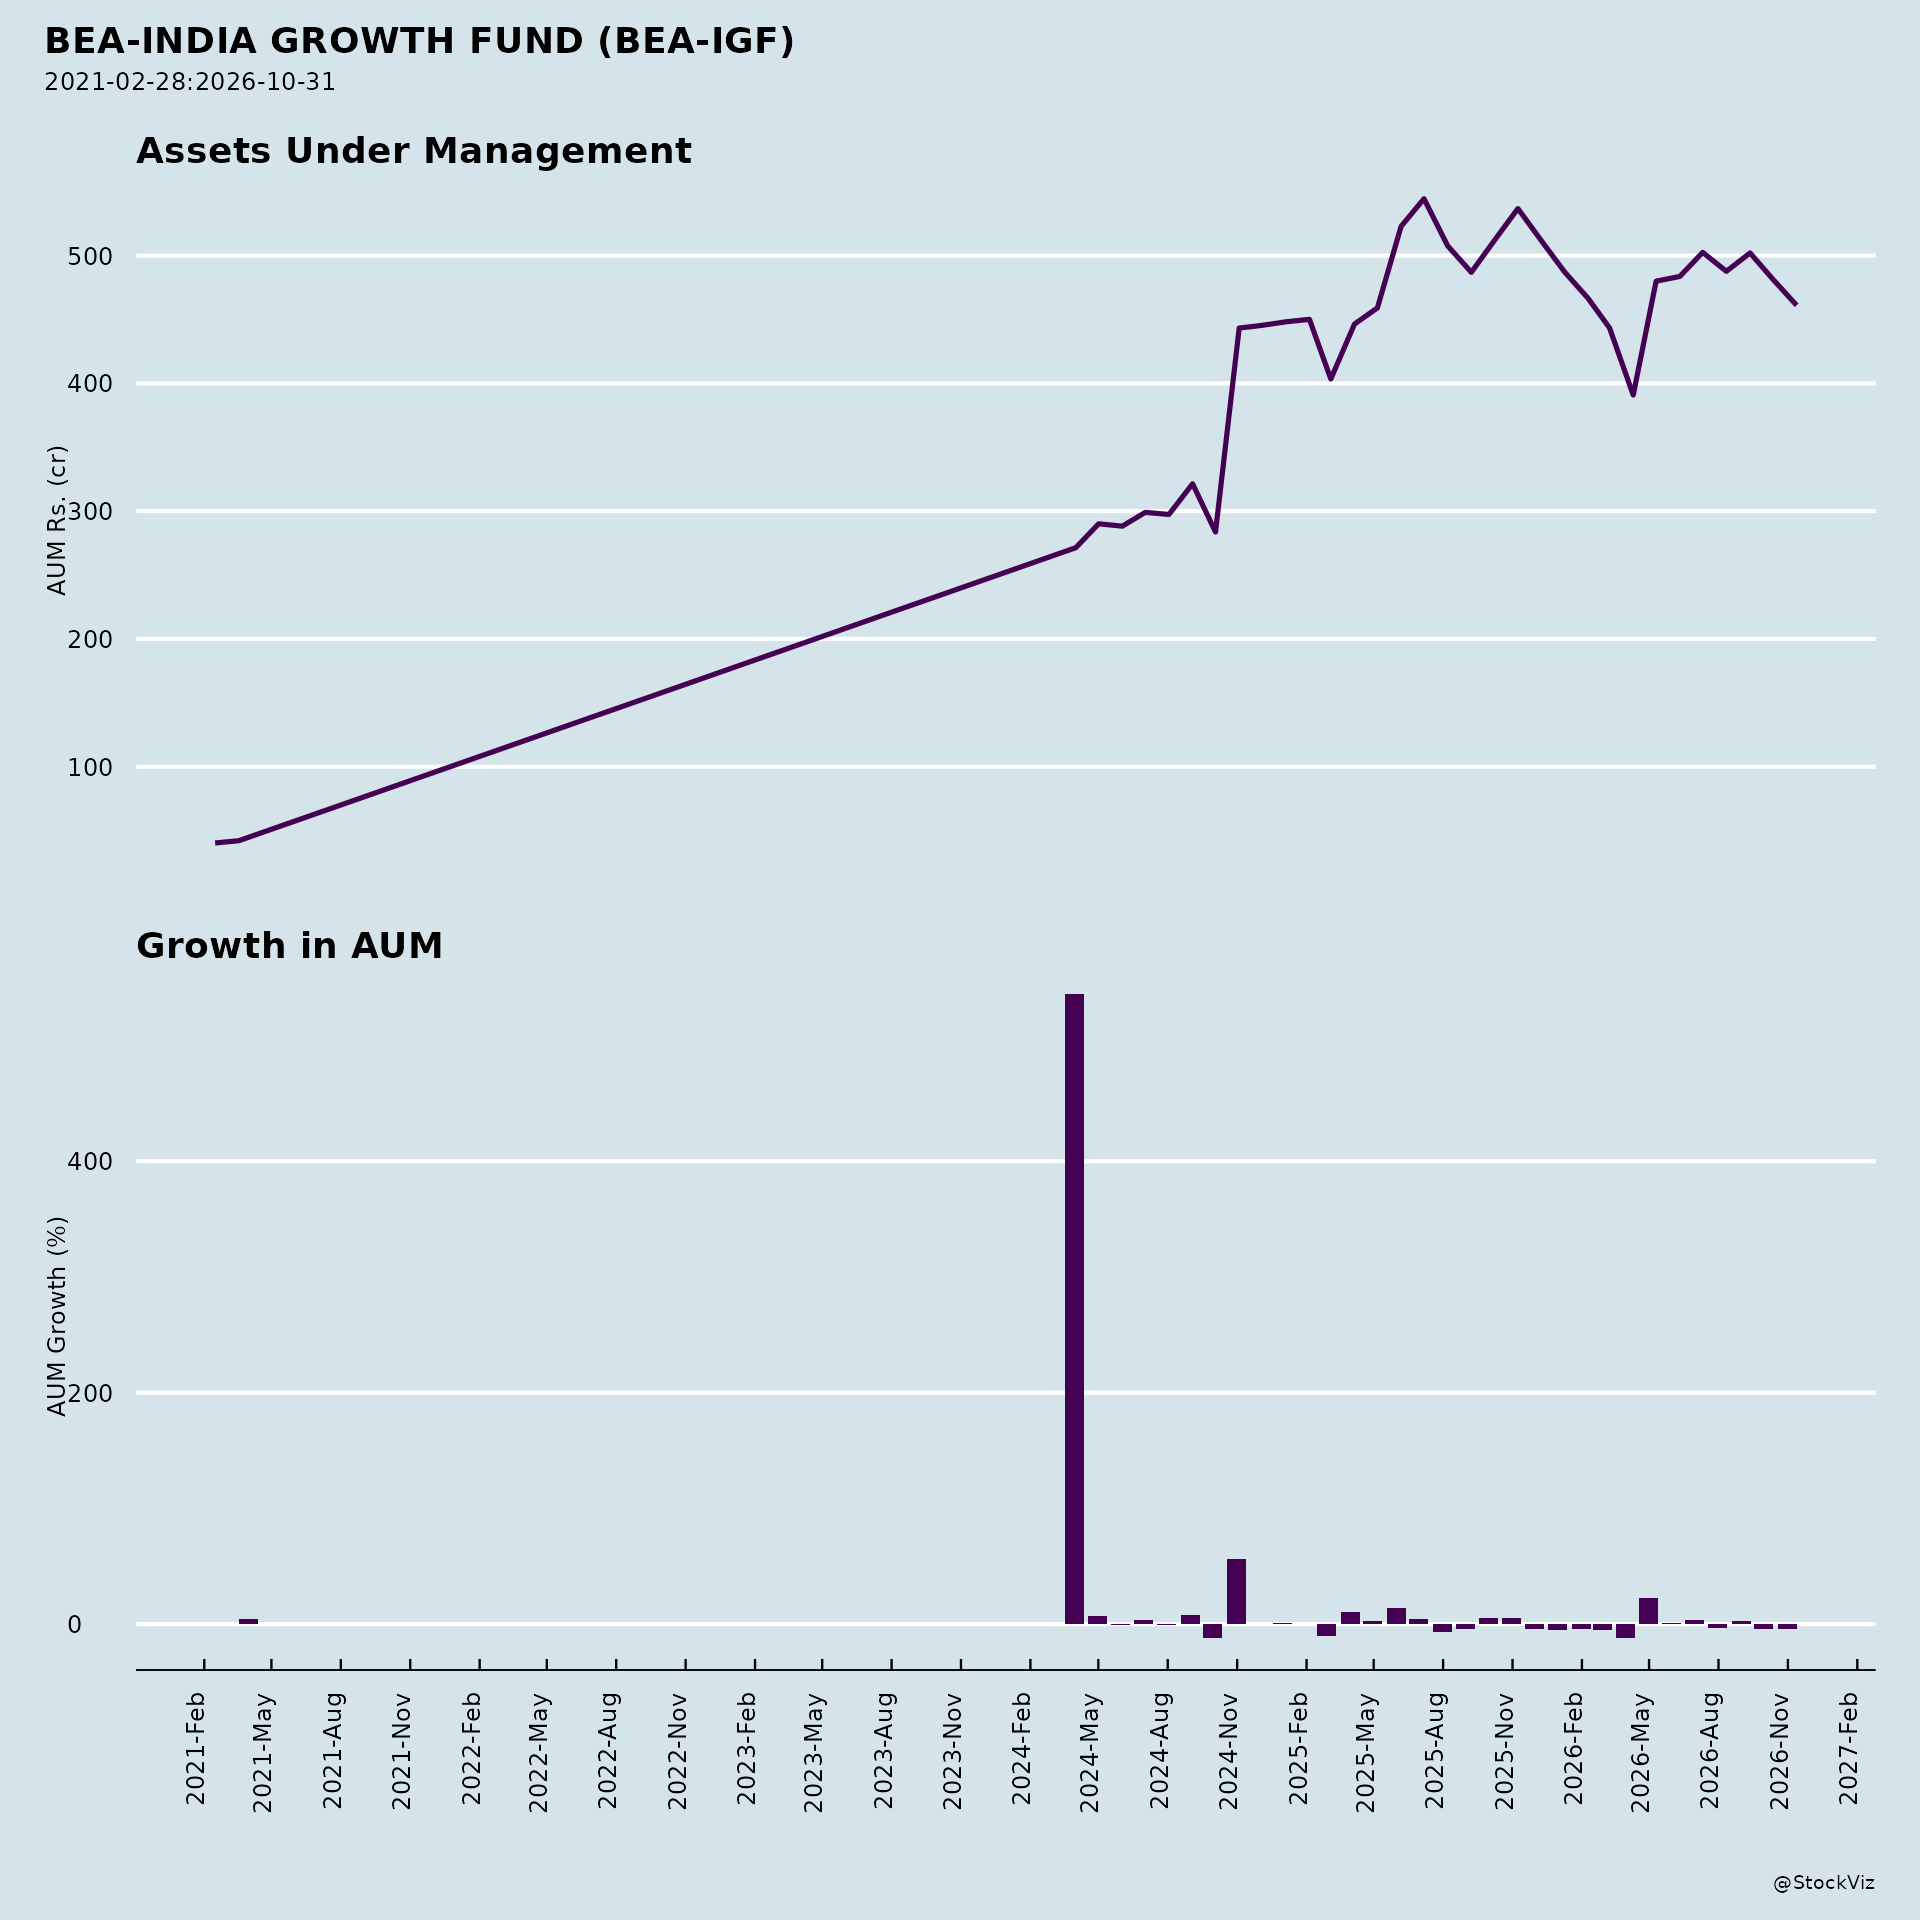 BEA-INDIA GROWTH FUND (BEA-IGF)
2021-02-28:2026-10-31
Assets Under Management
AUM Rs. (cr)
500
400
300
200
100
Growth in AUM
AUM Growth (%)
400
200
0
2021-Feb
2021-May
2021-Aug
2021-Nov
2022-Feb
2022-May
2022-Aug
2022-Nov
2023-Feb
2023-May
2023-Aug
2023-Nov
2024-Feb
2024-May
2024-Aug
2024-Nov
2025-Feb
2025-May
2025-Aug
2025-Nov
2026-Feb
2026-May
2026-Aug
2026-Nov
2027-Feb
@StockViz